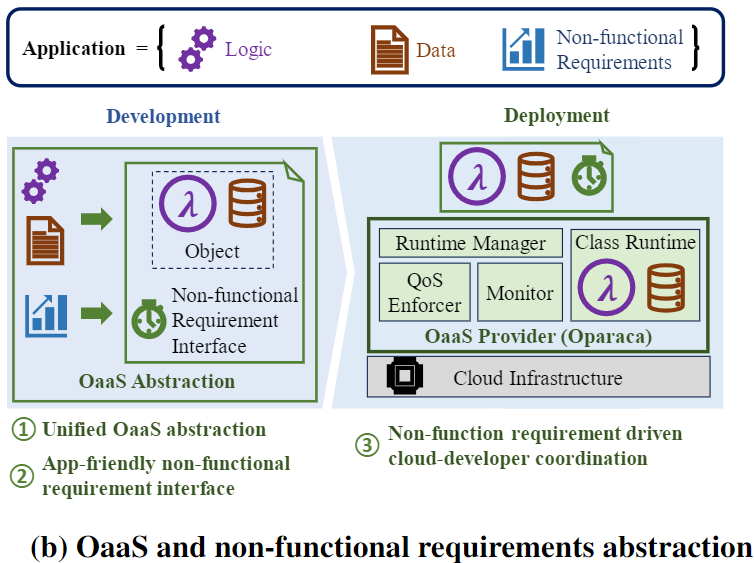 Application = { Logic Data Non-functional Requirements }
Development
Deployment
λ
Object
Non-functional
Requirement
Interface
OaaS Abstraction
λ
Runtime Manager
QoS
Enforcer
Monitor
Class Runtime
λ
OaaS Provider (Oparaca)
Cloud Infrastructure
① Unified OaaS abstraction
② App-friendly non-functional
requirement interface
③ Non-function requirement driven
cloud-developer coordination
(b) OaaS and non-functional requirements abstraction